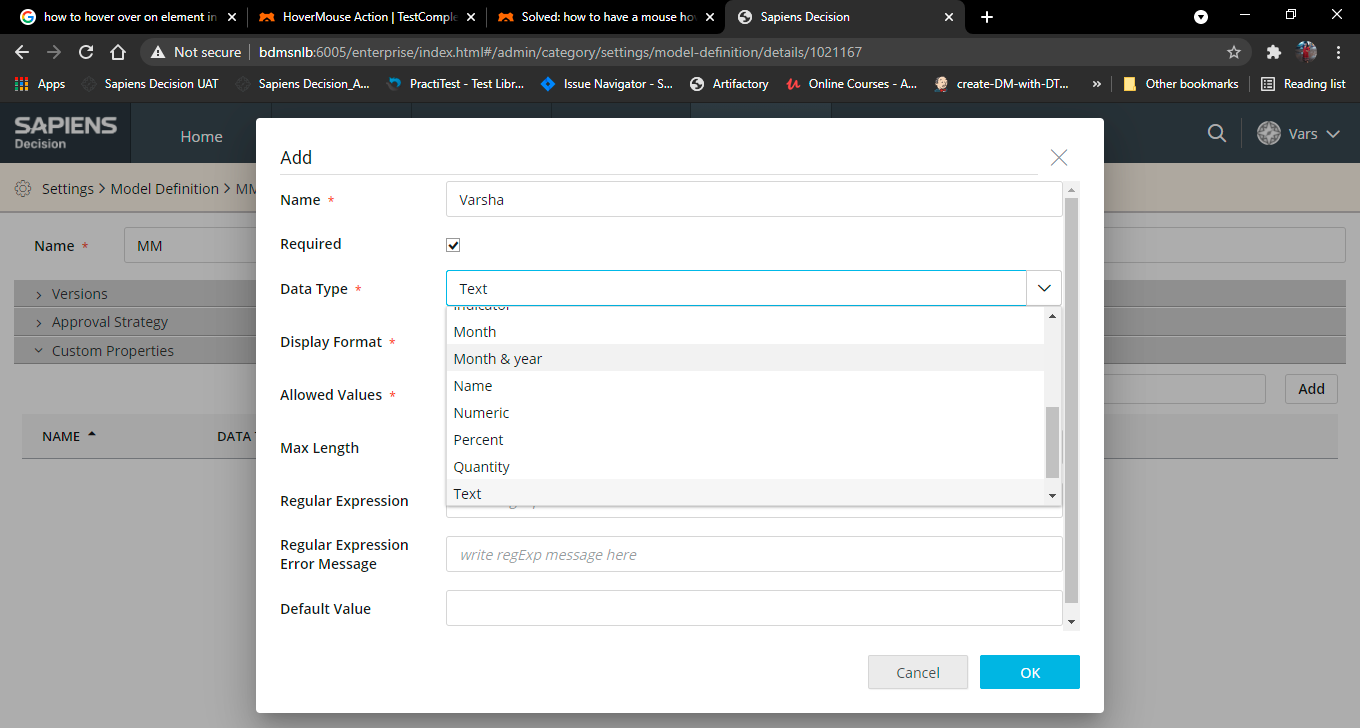 how to hover over on element in
HoverMouse Action | TestComple
Solved: how to have a mouse ho
Sapiens Decision
Not secure
bdmsnlb:6005/enterprise/index.html#/admin/category/settings/model-definition/details/1021167
Apps
Sapiens Decision UAT
Sapiens Decision_A...
PractiTest - Test Libr...
Issue Navigator - S...
Artifactory
Online Courses - A...
create-DM-with-DT...
»
Other bookmarks
Reading list
SAPIENS
Decision
Home
Vars
Settings > Model Definition > MM
Name *
MM
Versions
Approval Strategy
Custom Properties
Add
NAME
DATA
Add
Name *
Varsha
Required
Data Type *
Text
Indicator
Month
Month & year
Name
Numeric
Percent
Quantity
Text
Display Format *
Allowed Values *
Max Length
Regular Expression
Regular Expression
Error Message
write regExp message here
Default Value
Cancel
OK